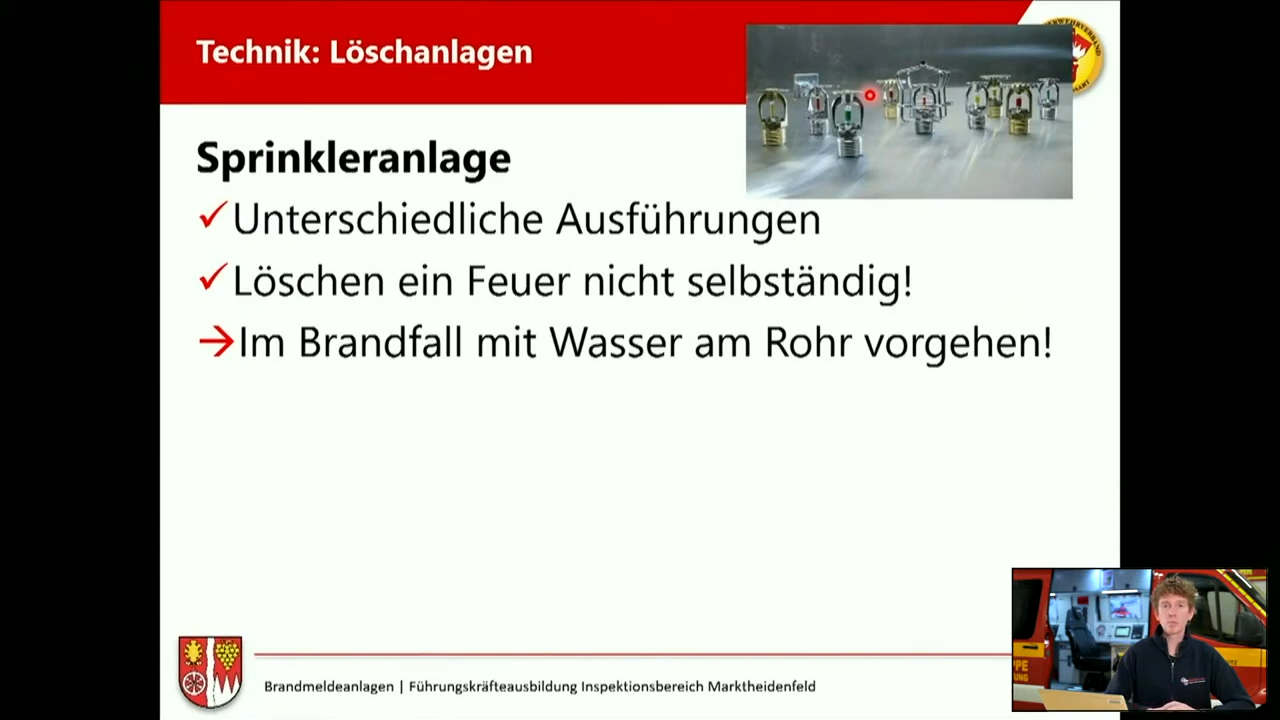 Technik: Löschanlagen
Sprinkleranlage
✓Unterschiedliche Ausführungen
✓Löschen ein Feuer nicht selbständig!
→Im Brandfall mit Wasser am Rohr vorgehen!
Brandmeldeanlagen | Führungskräfteausbildung Inspektionsbereich Marktheidenfeld